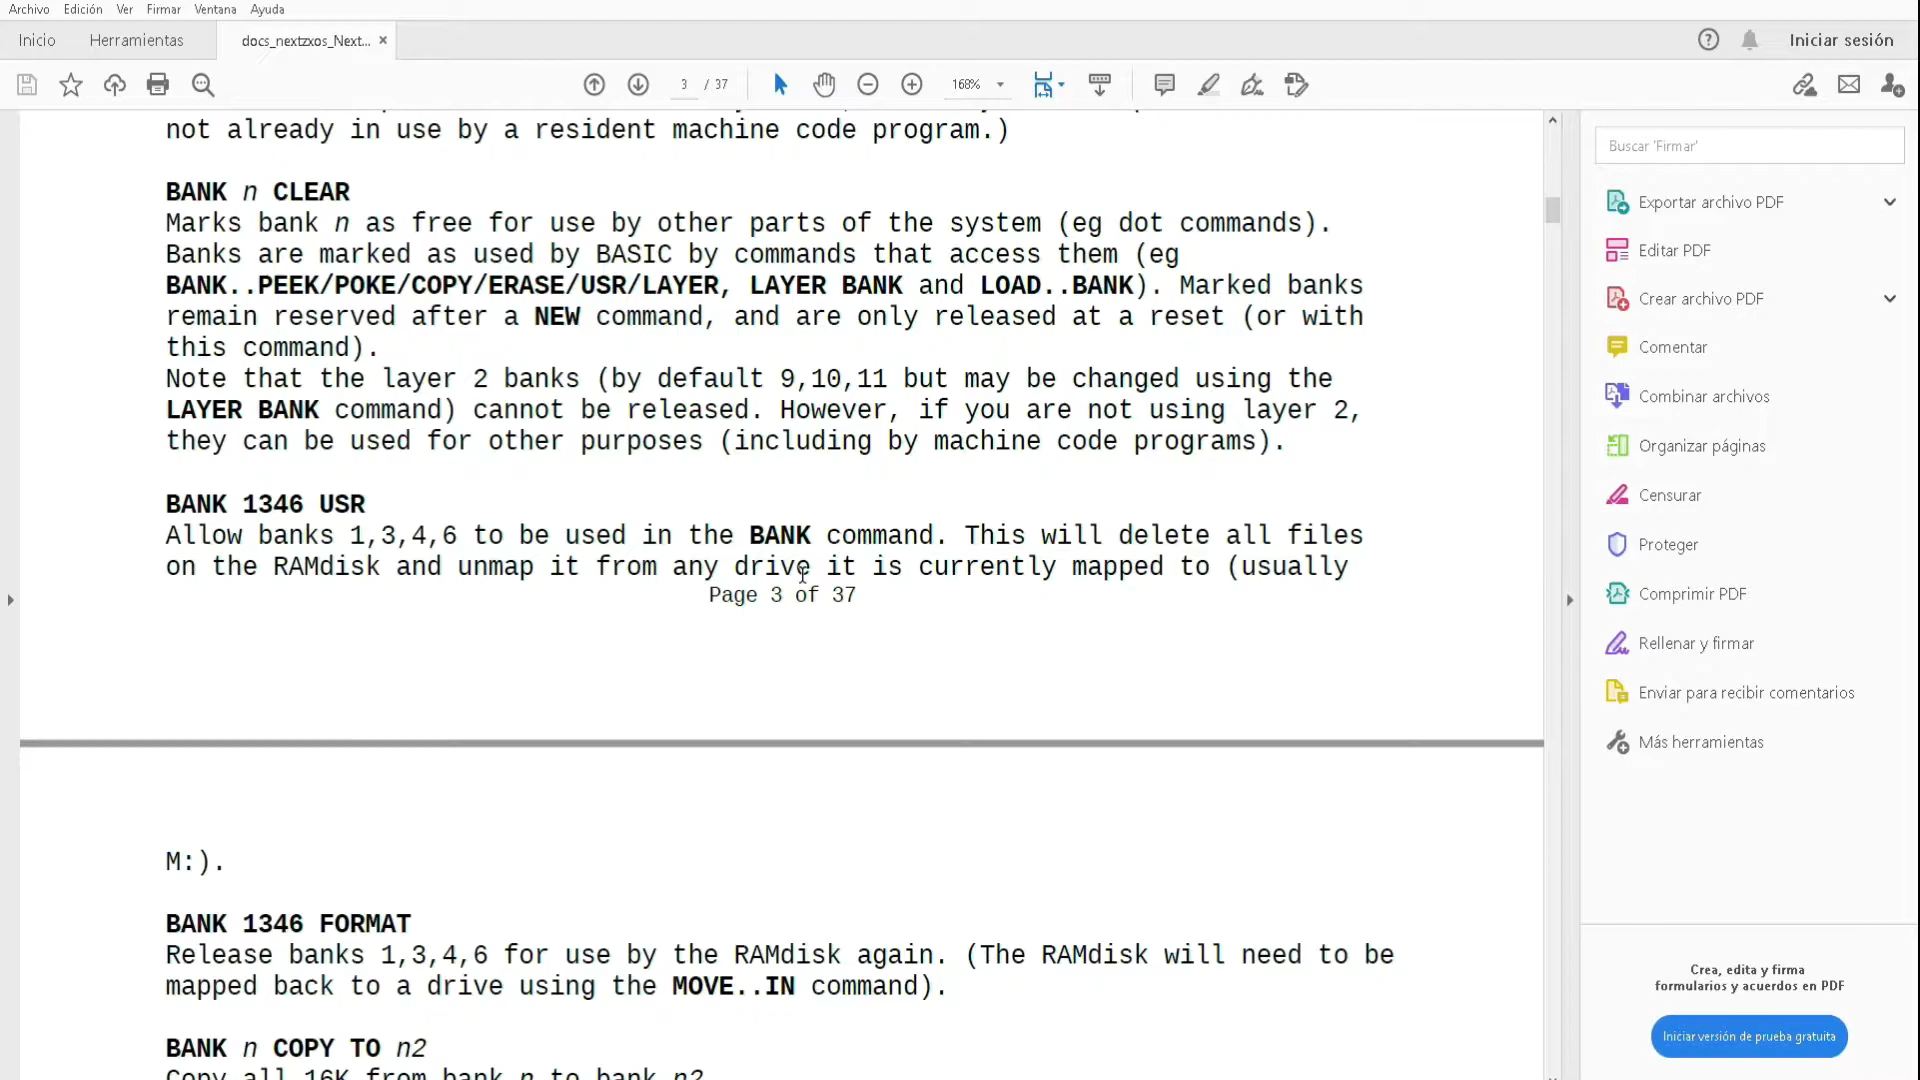 Archivo Edición Ver Firmar Ventana Ayuda
Inicio Herramientas docs_nextzxos_Next... × Iniciar sesión
3 / 37 168%
not already in use by a resident machine code program.)
BANK n CLEAR
Marks bank n as free for use by other parts of the system (eg dot commands).
Banks are marked as used by BASIC by commands that access them (eg
BANK..PEEK/POKE/COPY/ERASE/USR/LAYER, LAYER BANK and LOAD..BANK). Marked banks
remain reserved after a NEW command, and are only released at a reset (or with
this command).
Note that the layer 2 banks (by default 9,10,11 but may be changed using the
LAYER BANK command) cannot be released. However, if you are not using layer 2,
they can be used for other purposes (including by machine code programs).
BANK 1346 USR
Allow banks 1,3,4,6 to be used in the BANK command. This will delete all files
on the RAMdisk and unmap it from any drive it is currently mapped to (usually
Page 3 of 37
M:).
BANK 1346 FORMAT
Release banks 1,3,4,6 for use by the RAMdisk again. (The RAMdisk will need to be
mapped back to a drive using the MOVE..IN command).
BANK n COPY TO n2
Copy all 16K from bank n to bank n2
Buscar 'Firmar'
Exportar archivo PDF
Editar PDF
Crear archivo PDF
Comentar
Combinar archivos
Organizar páginas
Censurar
Proteger
Comprimir PDF
Rellenar y firmar
Enviar para recibir comentarios
Más herramientas
Crea, edita y firma
formularios y acuerdos en PDF
Iniciar versión de prueba gratuita